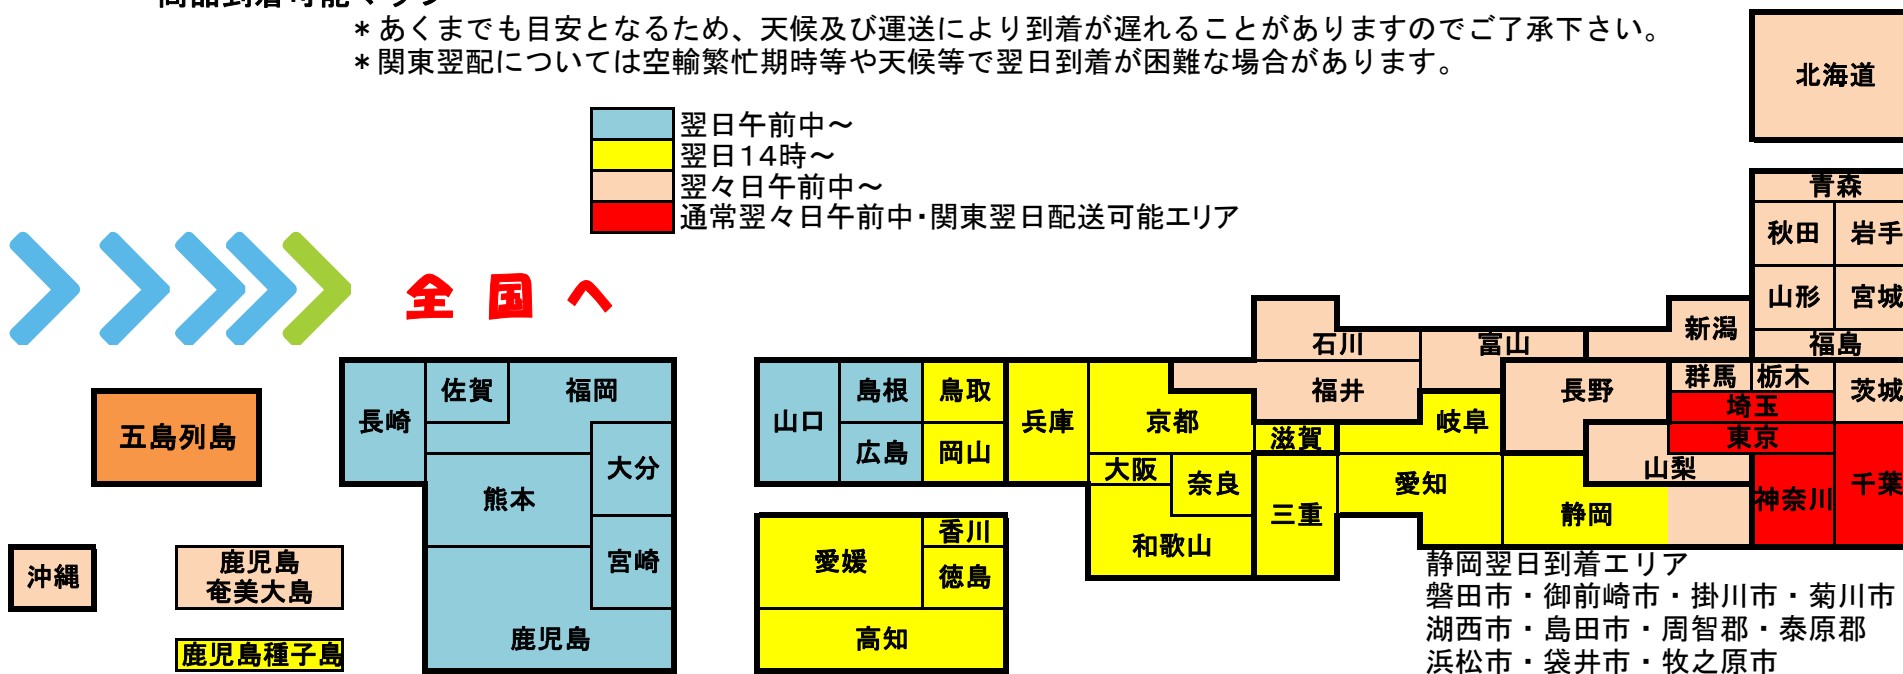 商品到着可能マップ
＊あくまでも目安となるため、天候及び運送により到着が遅れることがありますのでご了承下さい。
＊関東翌配については空輸繁忙期時等や天候等で翌日到着が困難な場合があります。
翌日午前中～
翌日14時～
翌々日午前中～
通常翌々日午前中・関東翌日配送可能エリア
全国へ
北海道
青森
秋田
岩手
山形
宮城
新潟
福島
石川
富山
福井
長野
群馬
栃木
茨城
埼玉
東京
山梨
神奈川
千葉
五島列島
長崎
佐賀
福岡
大分
熊本
宮崎
鹿児島
山口
島根
鳥取
広島
岡山
兵庫
京都
滋賀
岐阜
大阪
奈良
三重
愛知
静岡
和歌山
愛媛
香川
徳島
高知
沖縄
鹿児島
奄美大島
鹿児島種子島
静岡翌日到着エリア
磐田市・御前崎市・掛川市・菊川市
湖西市・島田市・周智郡・泰原郡
浜松市・袋井市・牧之原市